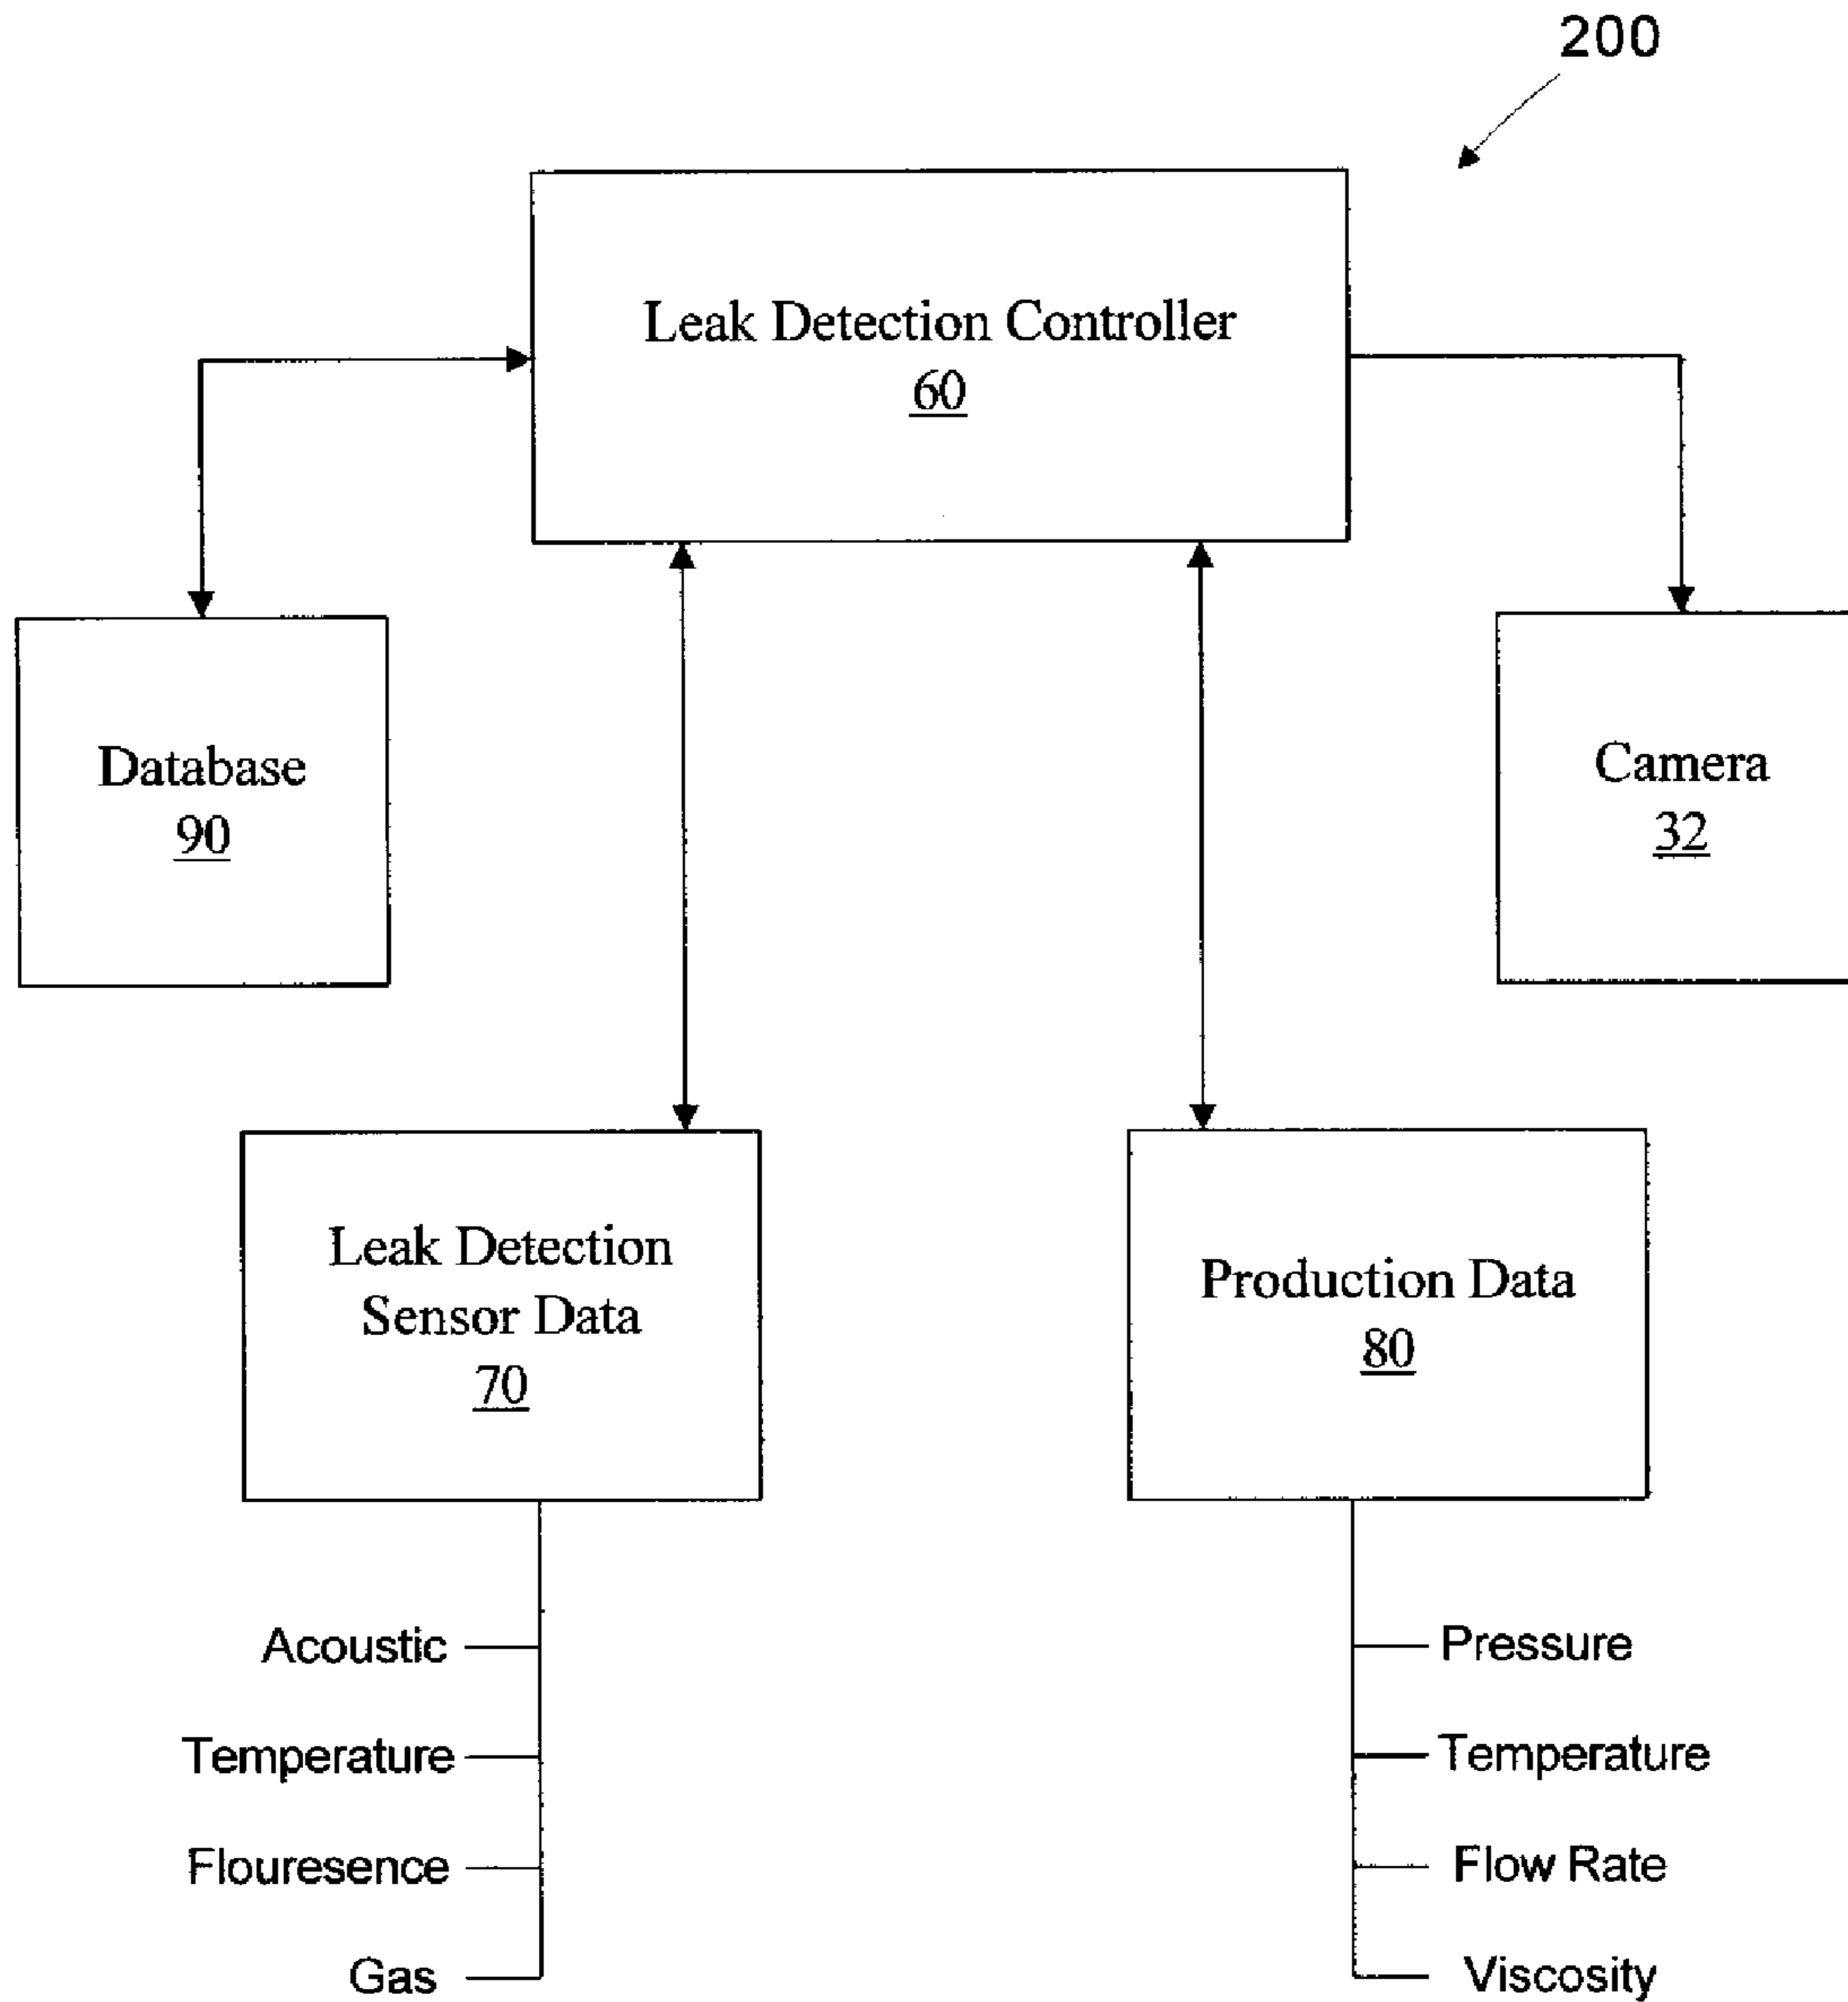 200
Leak Detection Controller
60
Database
90
Camera
32
Leak Detection
Sensor Data
70
Production Data
80
Acoustic
Temperature
Flouresence
Gas
Pressure
Temperature
Flow Rate
Viscosity